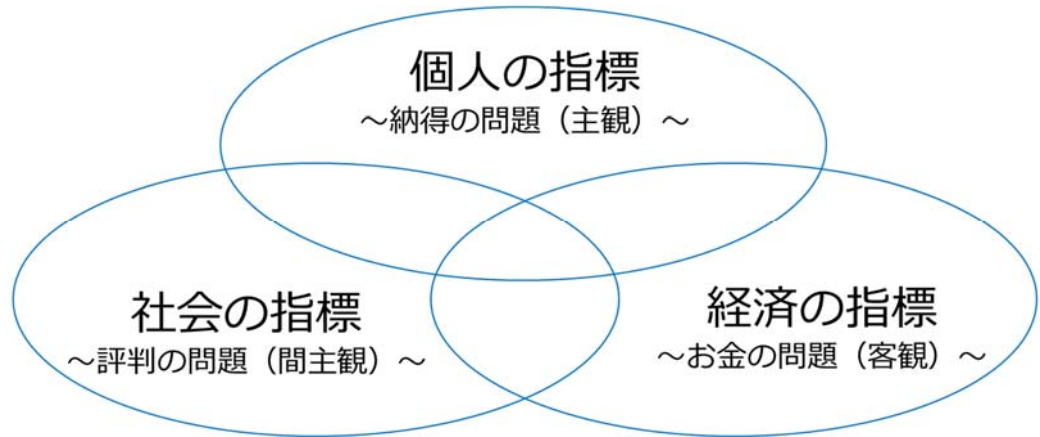 個人の指標
～納得の問題（主観）～
社会の指標
～評判の問題（間主観）～
経済の指標
～お金の問題（客観）～